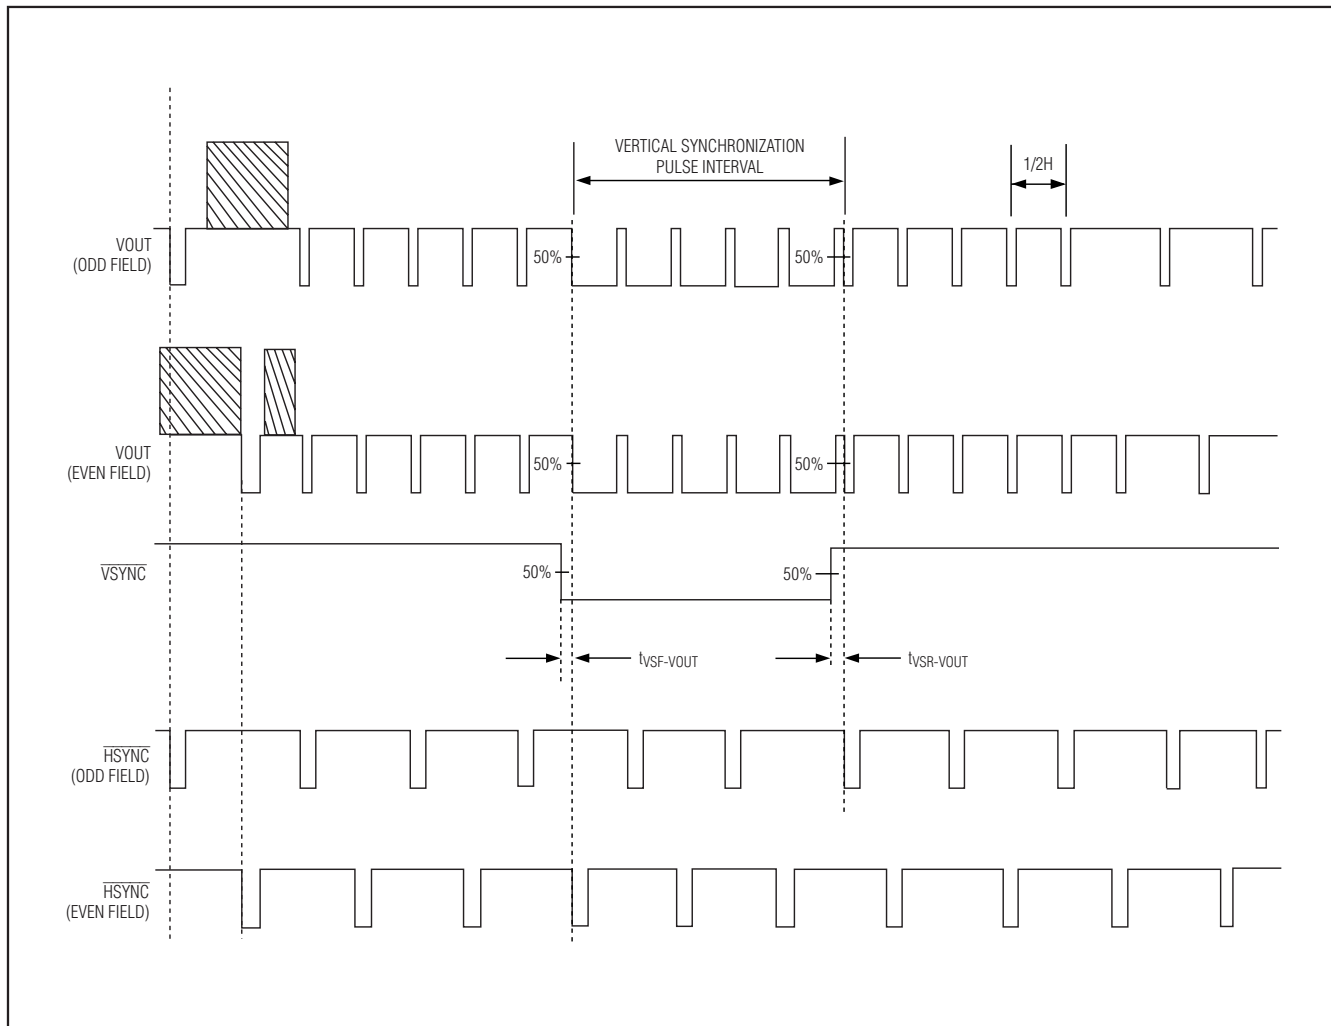 VERTICAL SYNCHRONIZATION
PULSE INTERVAL
1/2H
VOUT
(ODD FIELD)
50%
50%
VOUT
(EVEN FIELD)
50%
50%
VSYNC
50%
50%
tVSF-VOUT
tVSR-VOUT
HSYNC
(ODD FIELD)
HSYNC
(EVEN FIELD)